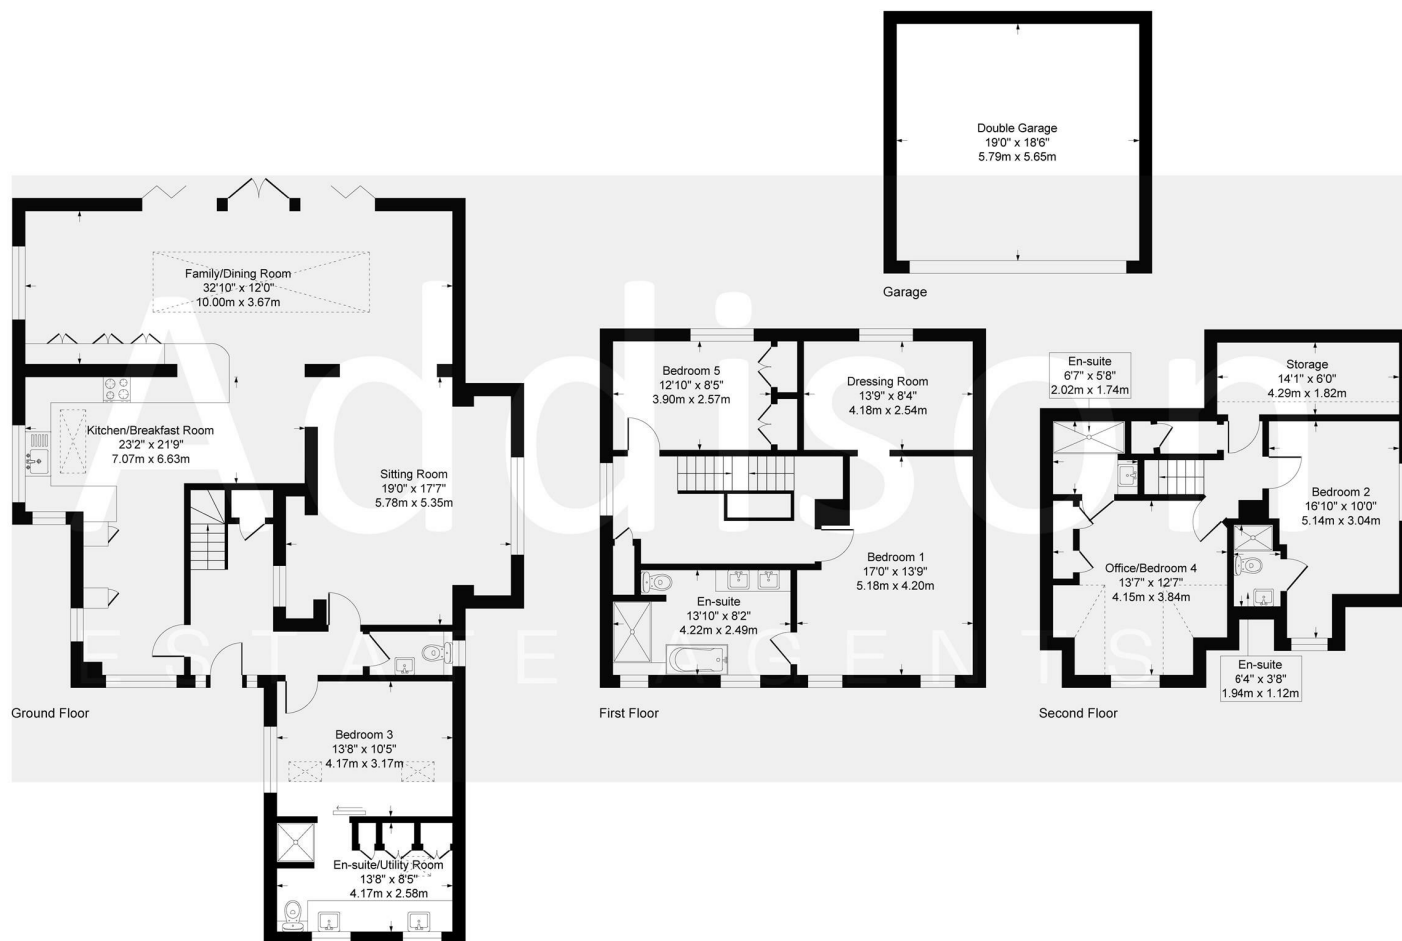 Double Garage
19'0" x 18'6"
5.79m x 5.65m
Garage
Family/Dining Room
32'10" x 12'0"
10.00m x 3.67m
Kitchen/Breakfast Room
23'2" x 21'9"
7.07m x 6.63m
Sitting Room
19'0" x 17'7"
5.78m x 5.35m
Ground Floor
Bedroom 3
13'8" x 10'5"
4.17m x 3.17m
En-suite/Utility Room
13'8" x 8'5"
4.17m x 2.58m
Bedroom 5
12'10" x 8'5"
3.90m x 2.57m
Dressing Room
13'9" x 8'4"
4.18m x 2.54m
Bedroom 1
17'0" x 13'9"
5.18m x 4.20m
En-suite
13'10" x 8'2"
4.22m x 2.49m
First Floor
En-suite
6'7" x 5'8"
2.02m x 1.74m
Storage
14'1" x 6'0"
4.29m x 1.82m
Bedroom 2
16'10" x 10'0"
5.14m x 3.04m
Office/Bedroom 4
13'7" x 12'7"
4.15m x 3.84m
En-suite
6'4" x 3'8"
1.94m x 1.12m
Second Floor
Addison
ESTATE AGENTS